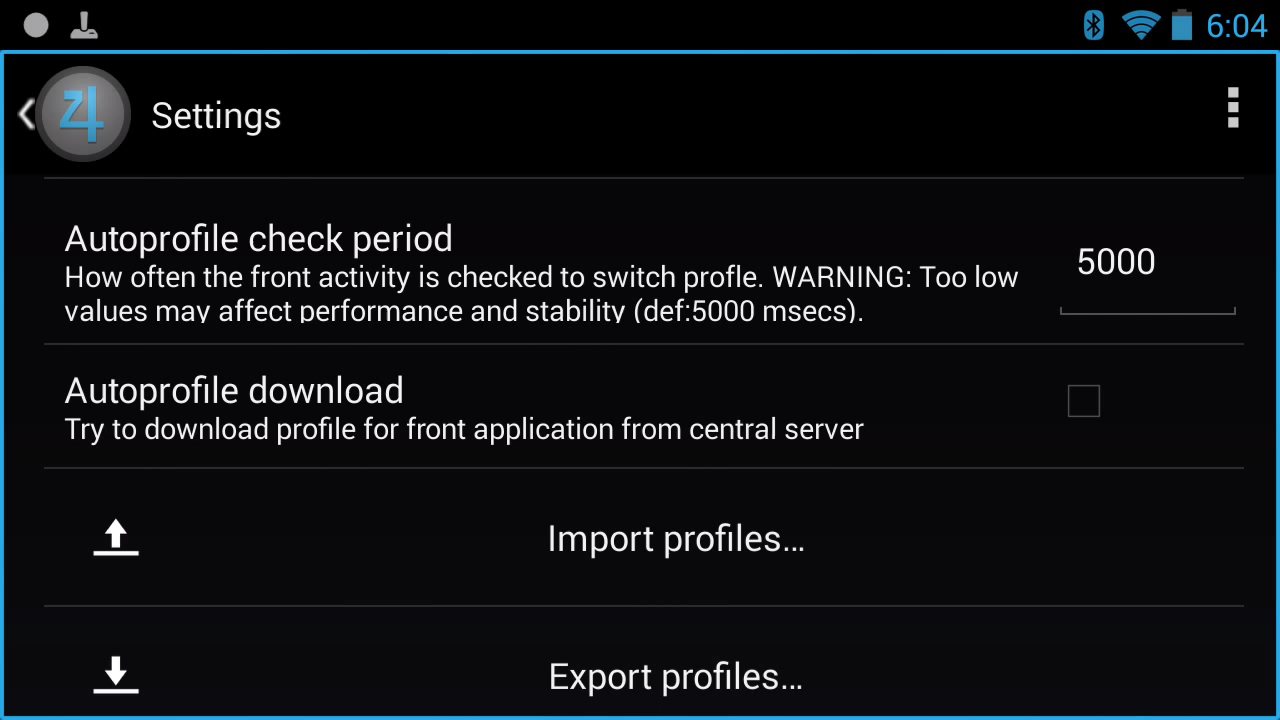 6:04
Settings
Autoprofile check period
How often the front activity is checked to switch profle. WARNING: Too low
values may affect performance and stability (def:5000 msecs).
5000
Autoprofile download
Try to download profile for front application from central server
Import profiles...
Export profiles...